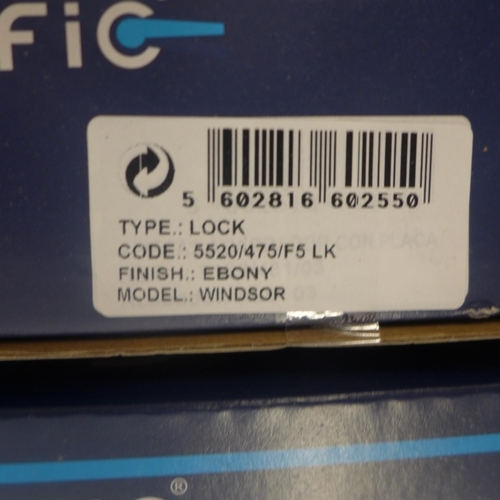 fic
5 602816 602550
TYPE.: LOCK
CODE.: 5520/475/F5 LK
FINISH.: EBONY
MODEL.: WINDSOR
®